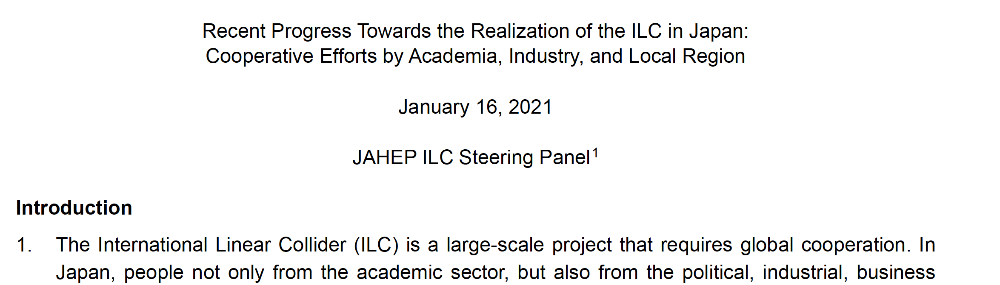 Recent Progress Towards the Realization of the ILC in Japan:
Cooperative Efforts by Academia, Industry, and Local Region
January 16, 2021
JAHEP ILC Steering Panel¹
Introduction
1. The International Linear Collider (ILC) is a large-scale project that requires global cooperation. In
Japan, people not only from the academic sector, but also from the political, industrial, business